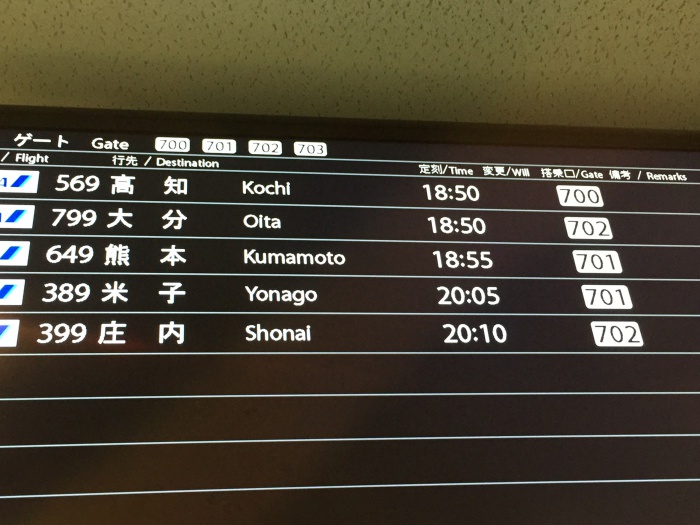 ゲート Gate 700 701 702 703
/ Flight 行先 / Destination 定刻/Time 変更/Will 搭乗口/Gate 備考 / Remarks
569 高知 Kochi 18:50 700
799 大分 Oita 18:50 702
649 熊本 Kumamoto 18:55 701
389 米子 Yonago 20:05 701
399 庄内 Shonai 20:10 702